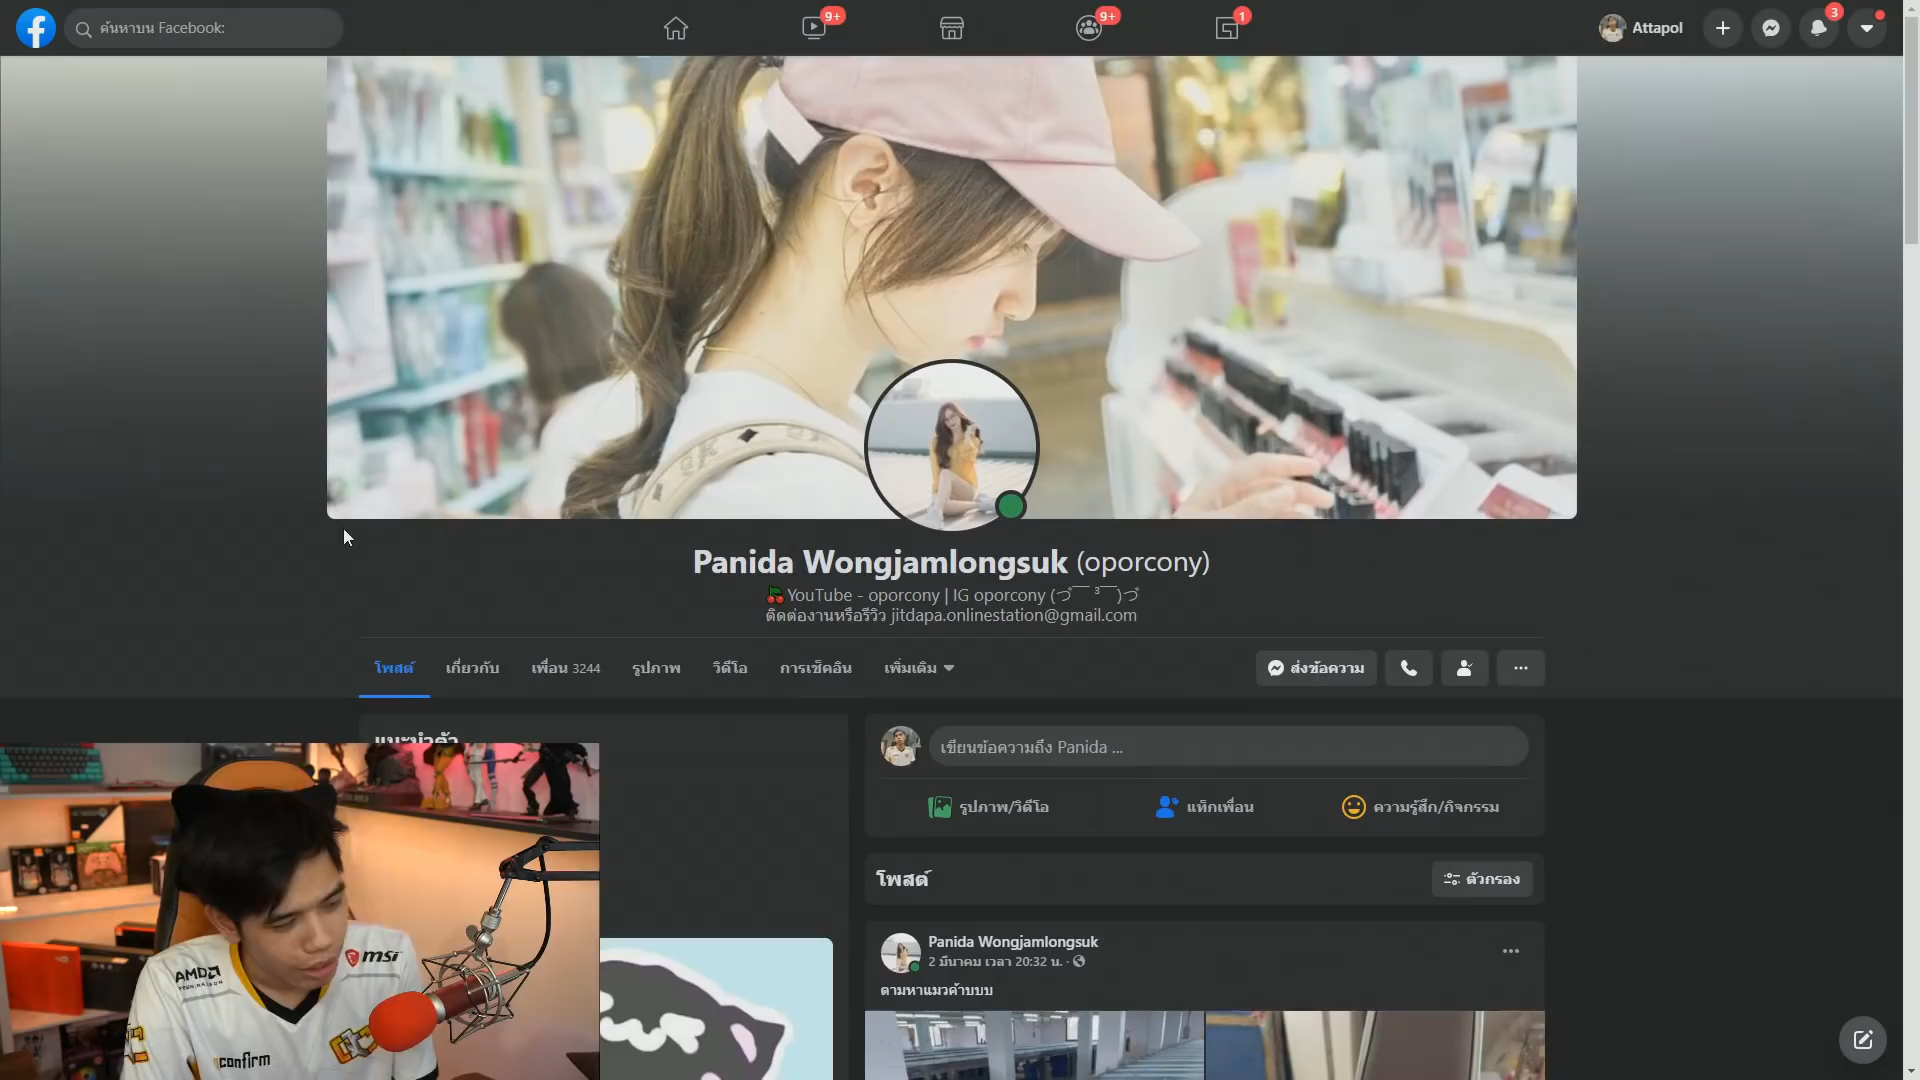 ค้นหาบน Facebook:
9+
9+
1
Attapol
3
Panida Wongjamlongsuk (oporcony)
🍒YouTube - oporcony | IG oporcony (づ￣ ³￣)づ
ติดต่องานหรือรีวิว jitdapa.onlinestation@gmail.com
โพสต์
เกี่ยวกับ
เพื่อน 3244
รูปภาพ
วิดีโอ
การเช็คอิน
เพิ่มเติม
ส่งข้อความ
แนะนำตัว
เขียนข้อความถึง Panida ...
รูปภาพ/วิดีโอ
แท็กเพื่อน
ความรู้สึก/กิจกรรม
โพสต์
ตัวกรอง
Panida Wongjamlongsuk
2 มีนาคม เวลา 20:32 น. ·
ตามหาแมวค้าบบบ
AMD
msi
confirm